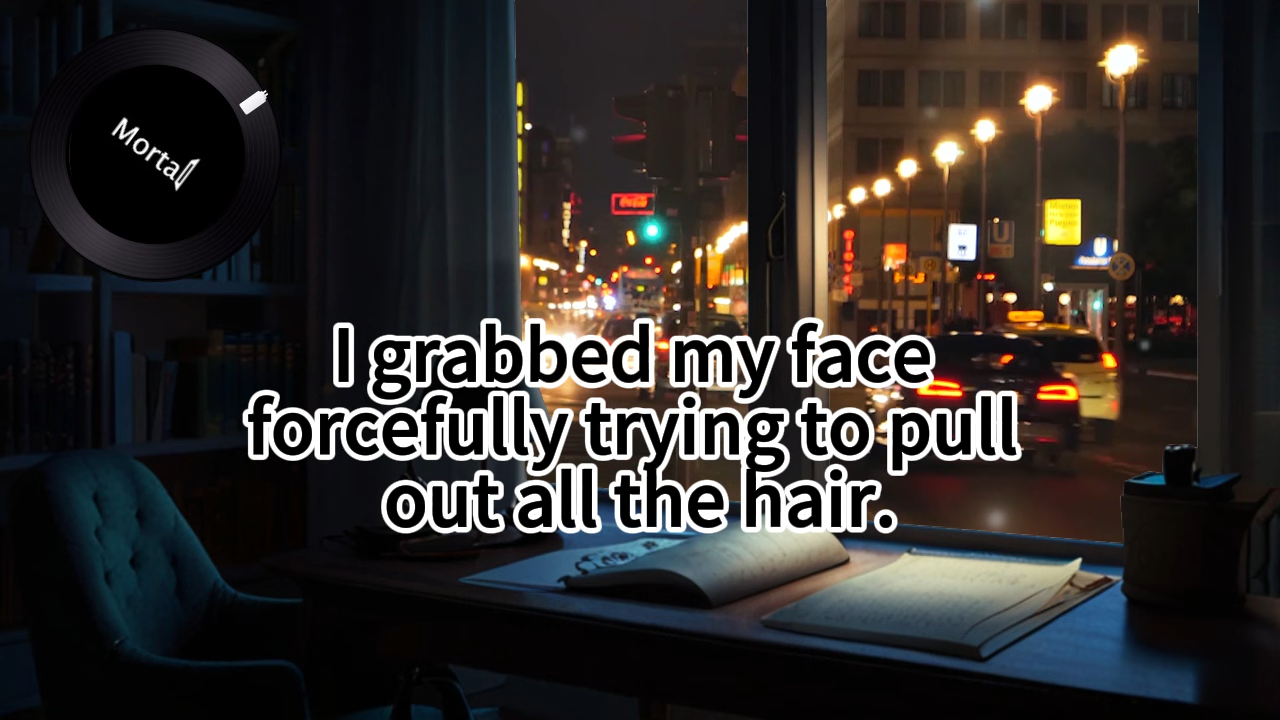 Mortal
I grabbed my face
forcefully trying to pull
out all the hair.
U